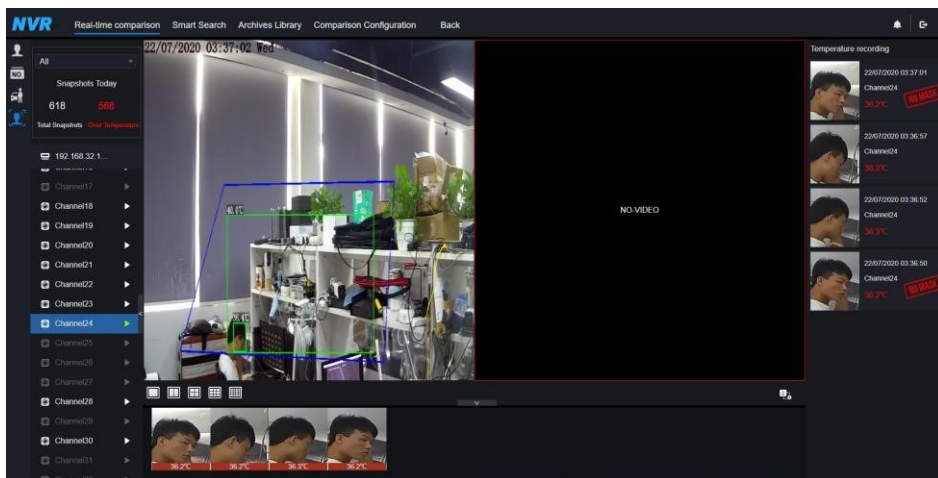 NVR Real-time comparison Smart Search Archives Library Comparison Configuration Back
All
Snapshots Today
618 568
Total Snapshots Over Temperature
192.168.32.1...
Channel17
Channel18
Channel19
Channel20
Channel21
Channel22
Channel23
Channel24
Channel25
Channel26
Channel27
Channel28
Channel29
Channel30
Channel31
22/07/2020 03:37:02 Wed
40.0℃
NO-VIDEO
36.2℃ 36.2℃ 36.3℃ 36.2℃
Temperature recording
22/07/2020 03:37:01
Channel24
36.2℃ NO MASK
22/07/2020 03:36:57
Channel24
36.2℃
22/07/2020 03:36:52
Channel24
36.3℃
22/07/2020 03:36:50
Channel24
36.2℃ NO MASK